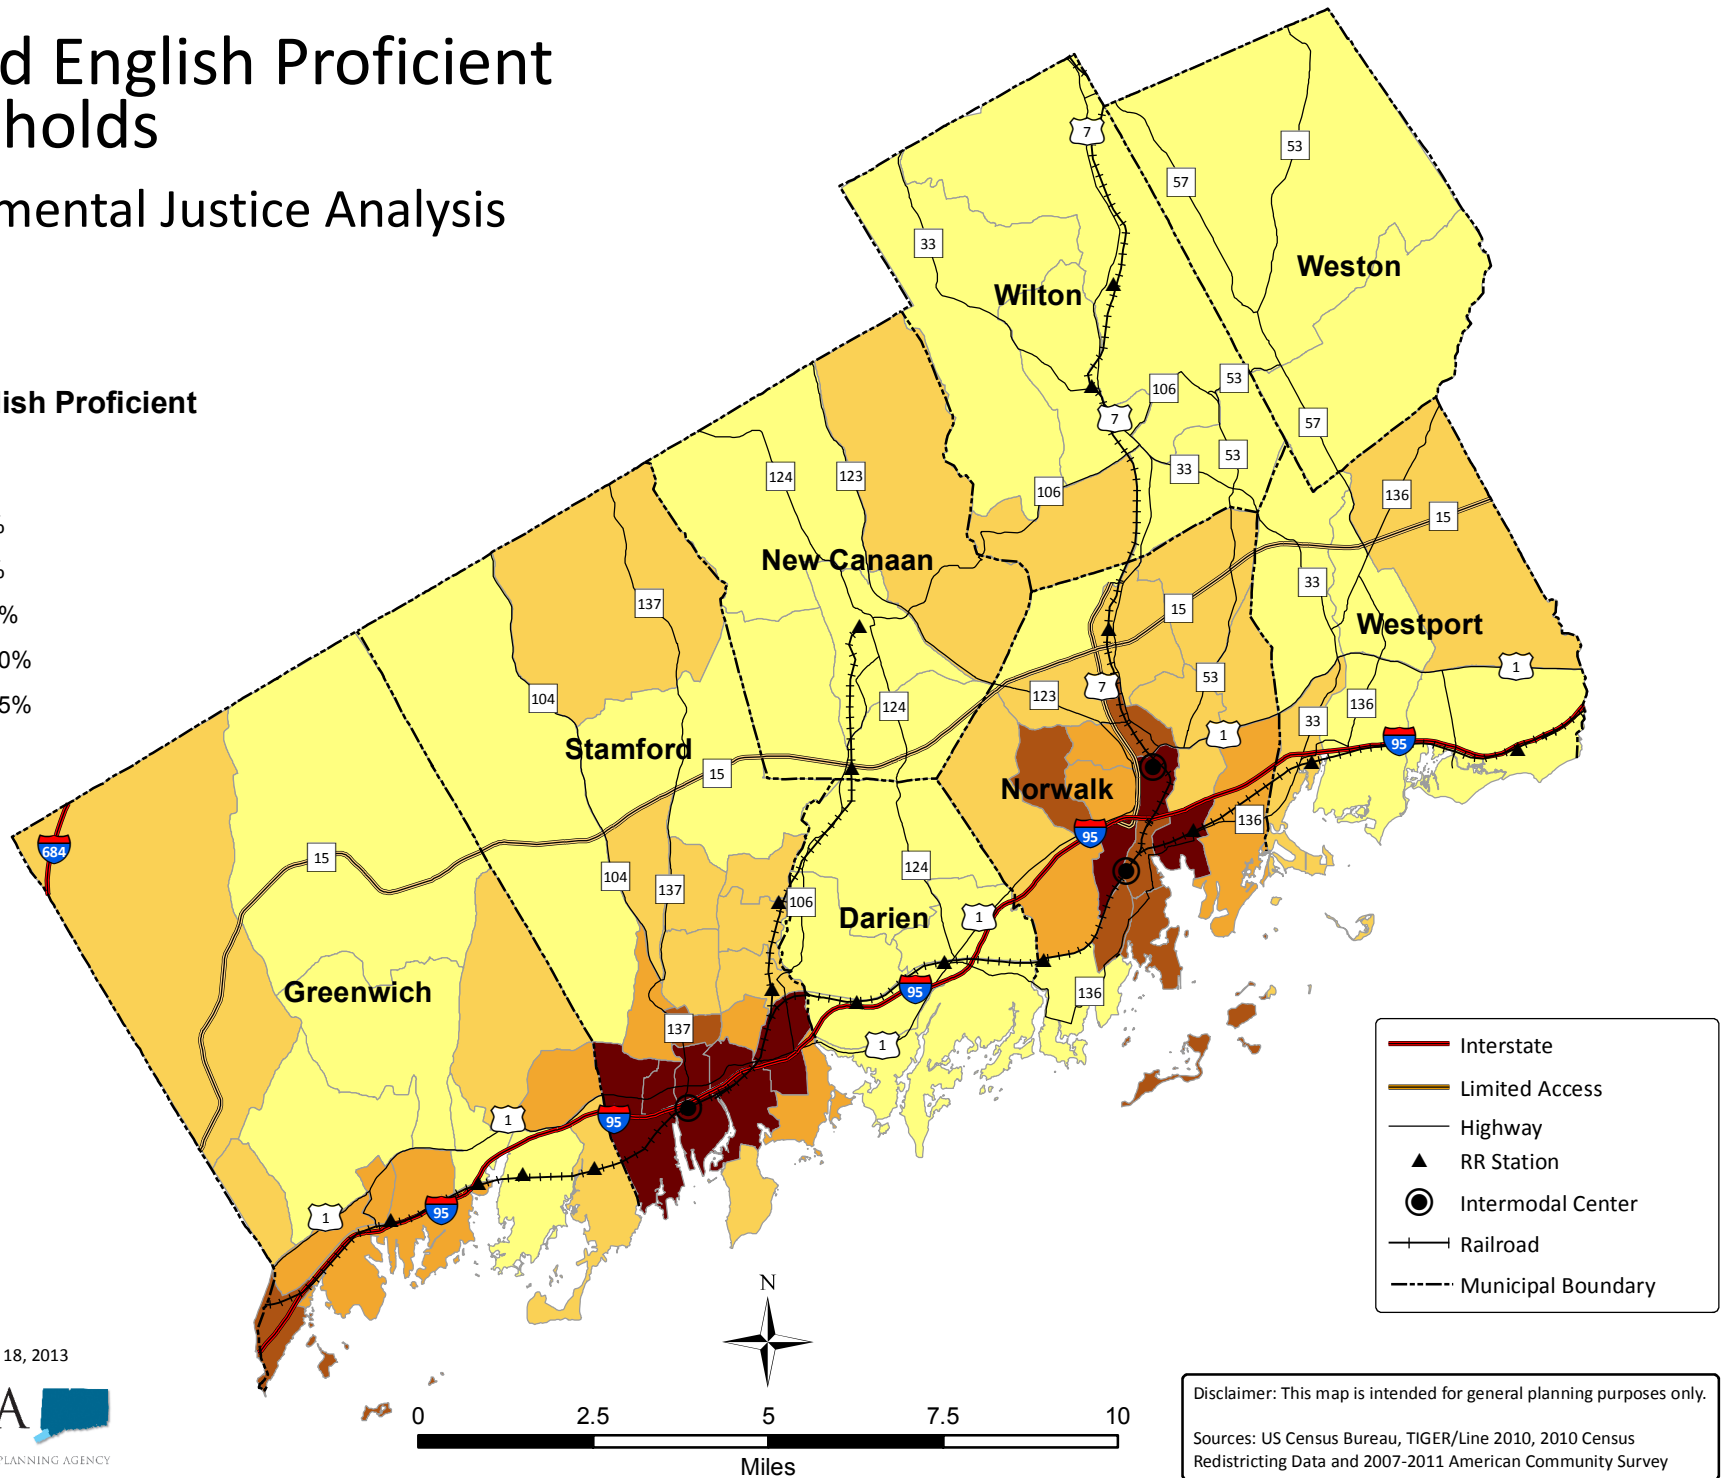 d English Proficient
holds
mental Justice Analysis
lish Proficient
%
%
%
0%
5%
7
53
57
33
Weston
Wilton
106
53
7
57
53
33
124
123
106
136
15
New Canaan
33
137
15
Westport
1
53
104
7
123
124
136
33
1
Stamford
95
15
Norwalk
136
95
684
15
124
104
137
106
Darien
1
Greenwich
95
136
137
1
1
95
1
95
Interstate
Limited Access
Highway
RR Station
Intermodal Center
Railroad
Municipal Boundary
N
18, 2013
A
PLANNING AGENCY
0 2.5 5 7.5 10
Miles
Disclaimer: This map is intended for general planning purposes only.
Sources: US Census Bureau, TIGER/Line 2010, 2010 Census
Redistricting Data and 2007-2011 American Community Survey